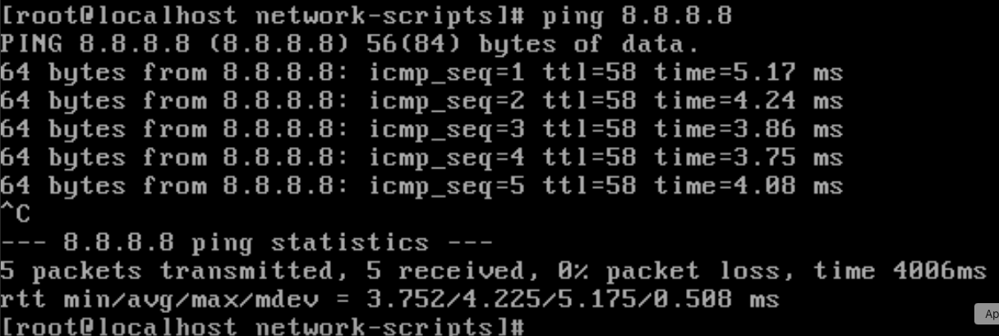 [root@localhost network-scripts]# ping 8.8.8.8
PING 8.8.8.8 (8.8.8.8) 56(84) bytes of data.
64 bytes from 8.8.8.8: icmp_seq=1 ttl=58 time=5.17 ms
64 bytes from 8.8.8.8: icmp_seq=2 ttl=58 time=4.24 ms
64 bytes from 8.8.8.8: icmp_seq=3 ttl=58 time=3.86 ms
64 bytes from 8.8.8.8: icmp_seq=4 ttl=58 time=3.75 ms
64 bytes from 8.8.8.8: icmp_seq=5 ttl=58 time=4.08 ms
^C
--- 8.8.8.8 ping statistics ---
5 packets transmitted, 5 received, 0% packet loss, time 4006ms
rtt min/avg/max/mdev = 3.752/4.225/5.175/0.508 ms
[root@localhost network-scripts]#
Ap